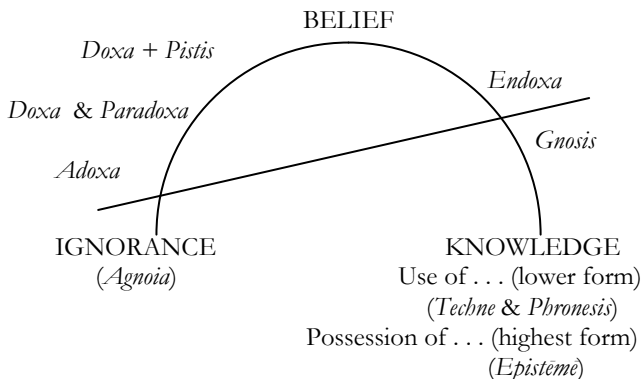 BELIEF
Doxa + Pistis
Endoxa
Doxa & Paradoxa
Gnosis
Adoxa
IGNORANCE
(Agnoia)
KNOWLEDGE
Use of . . . (lower form)
(Techne & Phronesis)
Possession of . . . (highest form)
(Epistēmē)